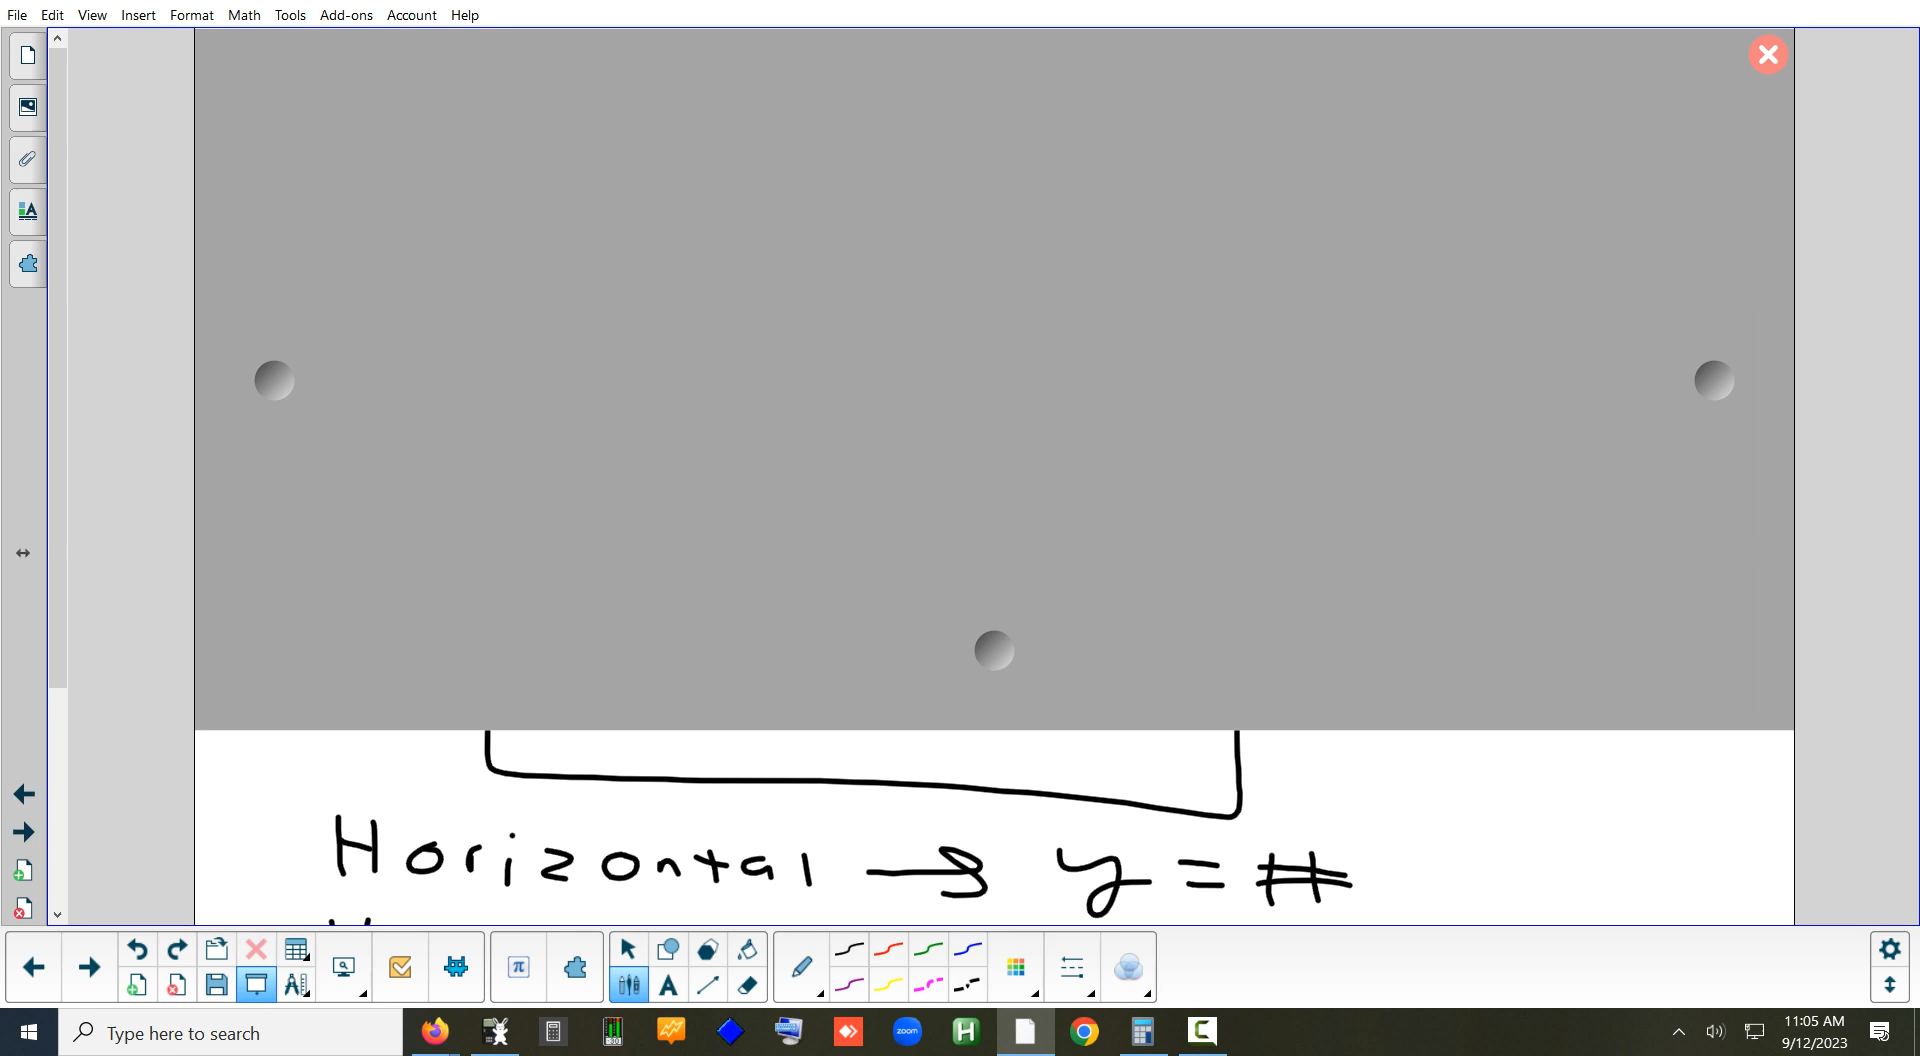 File Edit View Insert Format Math Tools Add-ons Account Help
Horizontal → y = #
π
A
zoom
H
C
Type here to search
11:05 AM
9/12/2023